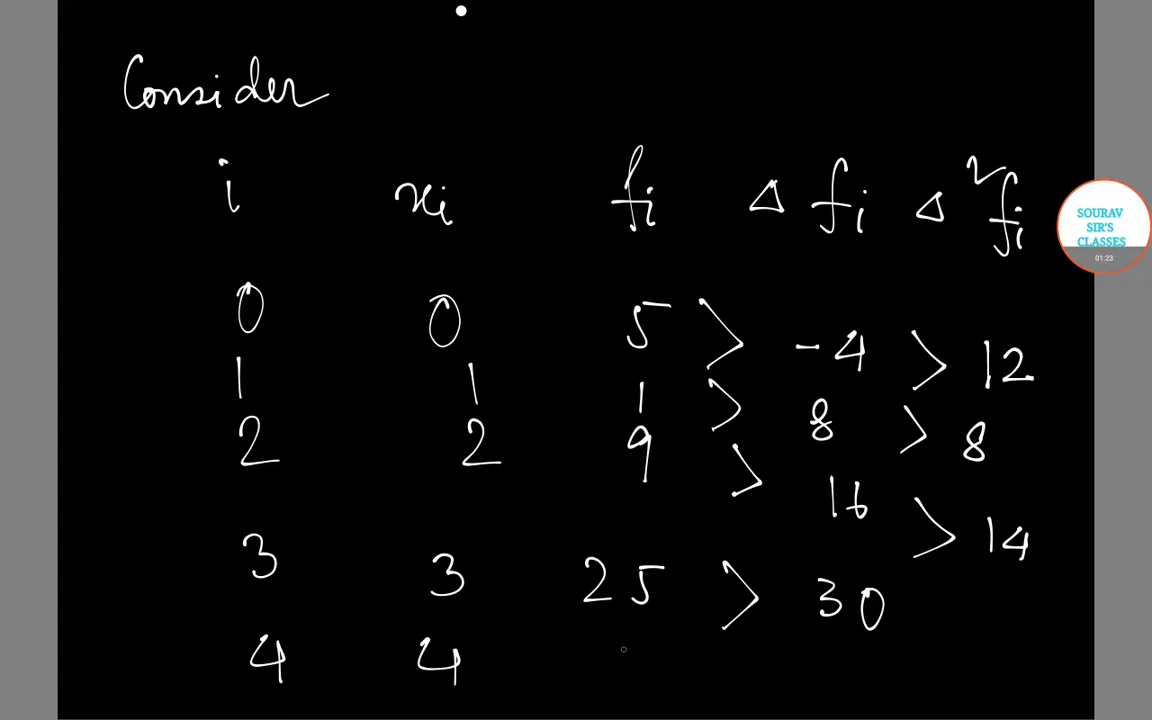 Consider
i xi fi Δ fi Δ²fi
SOURAV
SIR'S
CLASSES
01:23
0 0 5 > -4 > 12
1 1 1 > 8 > 8
2 2 9 > 16 > 14
3 3 25 > 30
4 4